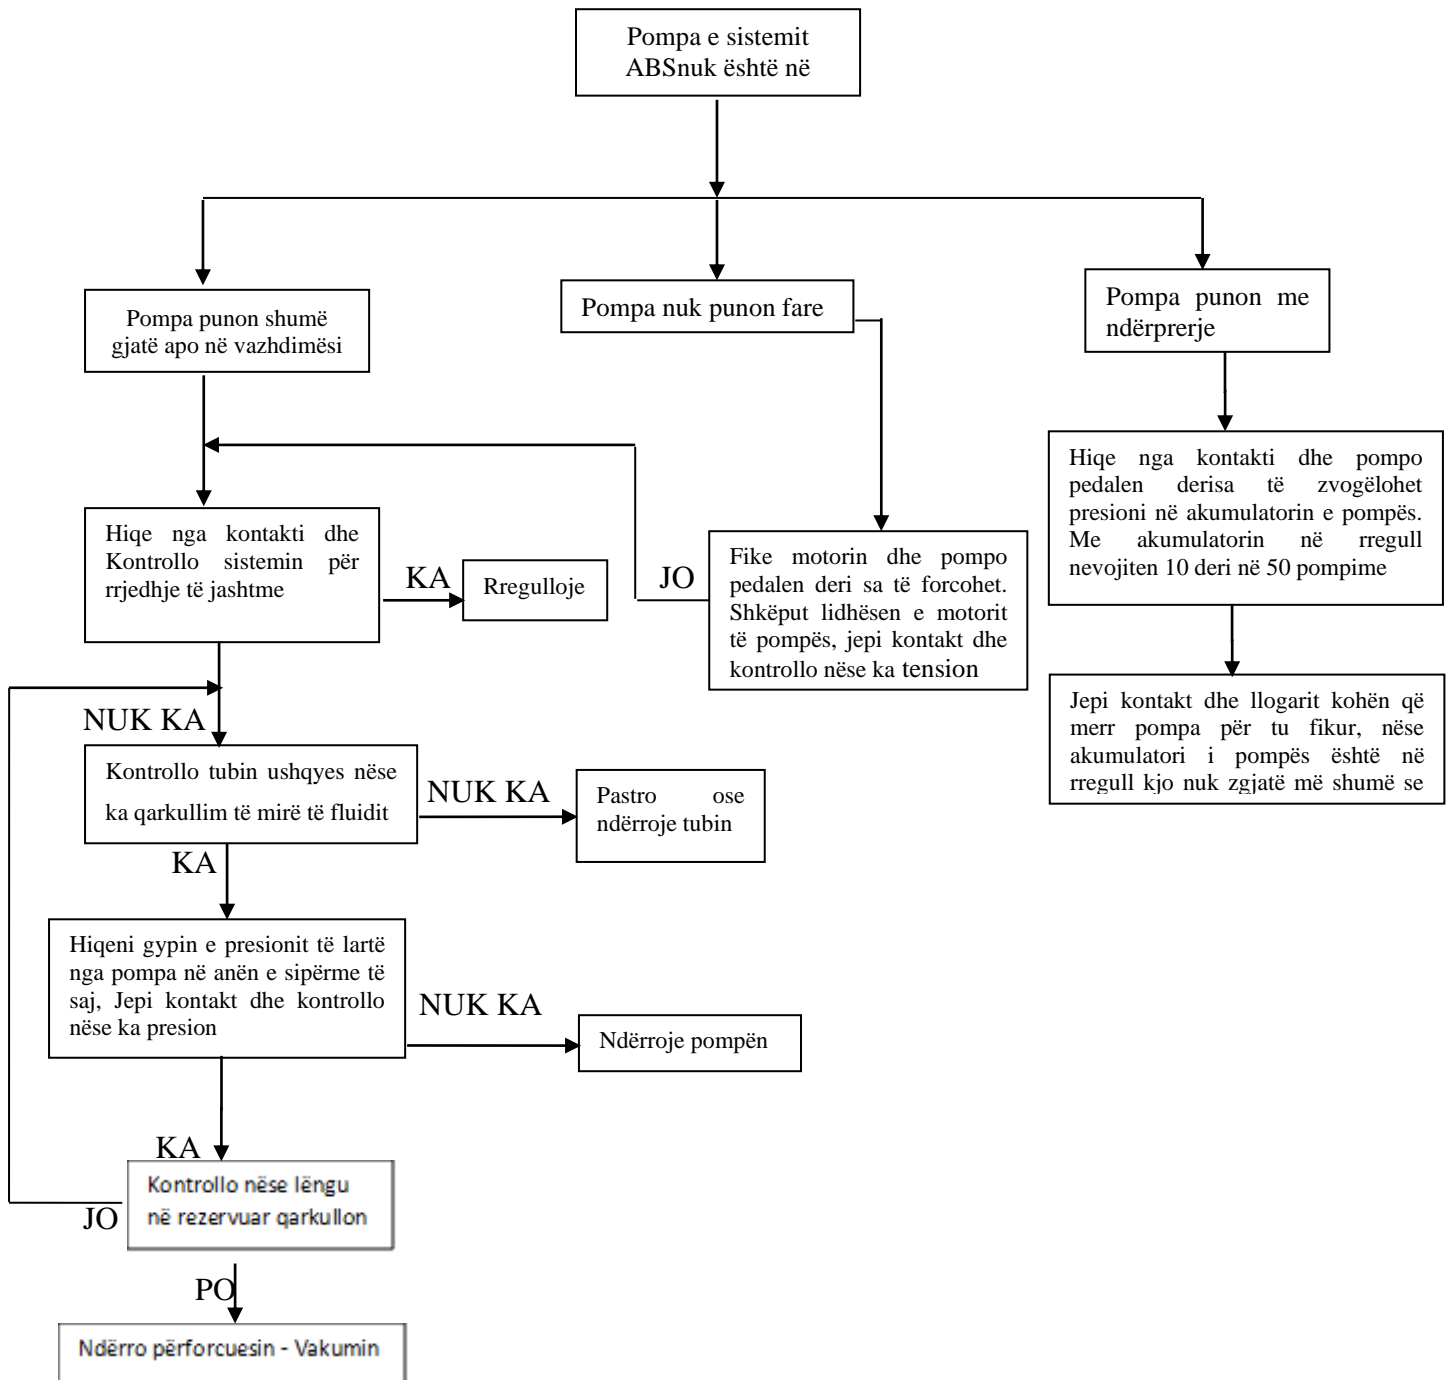 Pompa e sistemit
ABSnuk është në
Pompa punon shumë
gjatë apo në vazhdimësi
Pompa nuk punon fare
Pompa punon me
ndërprerje
Hiqe nga kontakti dhe
Kontrollo sistemin për
rrjedhje të jashtme
KA
Rregulloje
JO
Fike motorin dhe pompo
pedalen deri sa të forcohet.
Shkëput lidhësen e motorit
të pompës, jepi kontakt dhe
kontrollo nëse ka tension
Hiqe nga kontakti dhe pompo
pedalen derisa të zvogëlohet
presioni në akumulatorin e pompës.
Me akumulatorin në rregull
nevojiten 10 deri në 50 pompime
Jepi kontakt dhe llogarit kohën që
merr pompa për tu fikur, nëse
akumulatori i pompës është në
rregull kjo nuk zgjatë më shumë se
NUK KA
Kontrollo tubin ushqyes nëse
ka qarkullim të mirë të fluidit
NUK KA
Pastro ose
ndërroje tubin
KA
Hiqeni gypin e presionit të lartë
nga pompa në anën e sipërme të
saj, Jepi kontakt dhe kontrollo
nëse ka presion
NUK KA
Ndërroje pompën
KA
Kontrollo nëse lëngu
në rezervuar qarkullon
JO
PO
Ndërro përforcuesin - Vakumin